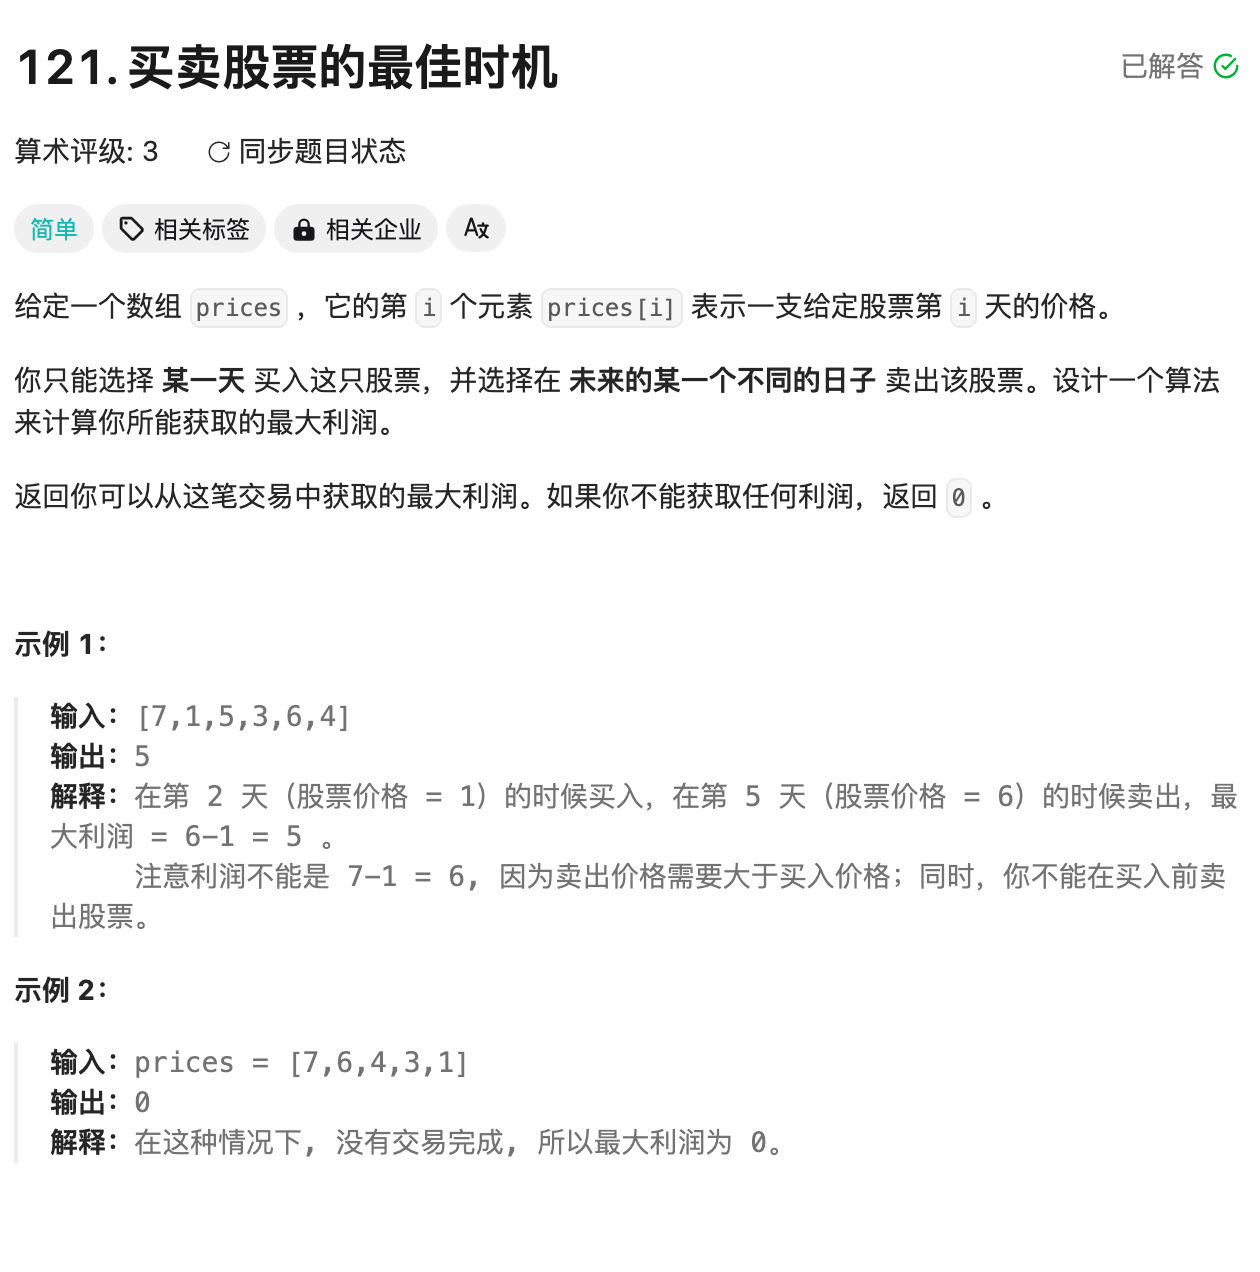 121. 买卖股票的最佳时机
已解答
算术评级: 3 同步题目状态
简单 相关标签 相关企业
给定一个数组 prices ，它的第 i 个元素 prices[i] 表示一支给定股票第 i 天的价格。
你只能选择 某一天 买入这只股票，并选择在 未来的某一个不同的日子 卖出该股票。设计一个算法
来计算你所能获取的最大利润。
返回你可以从这笔交易中获取的最大利润。如果你不能获取任何利润，返回 0 。
示例 1：
输入：[7,1,5,3,6,4]
输出：5
解释：在第 2 天（股票价格 = 1）的时候买入，在第 5 天（股票价格 = 6）的时候卖出，最
大利润 = 6-1 = 5 。
注意利润不能是 7-1 = 6, 因为卖出价格需要大于买入价格；同时，你不能在买入前卖
出股票。
示例 2：
输入：prices = [7,6,4,3,1]
输出：0
解释：在这种情况下, 没有交易完成, 所以最大利润为 0。